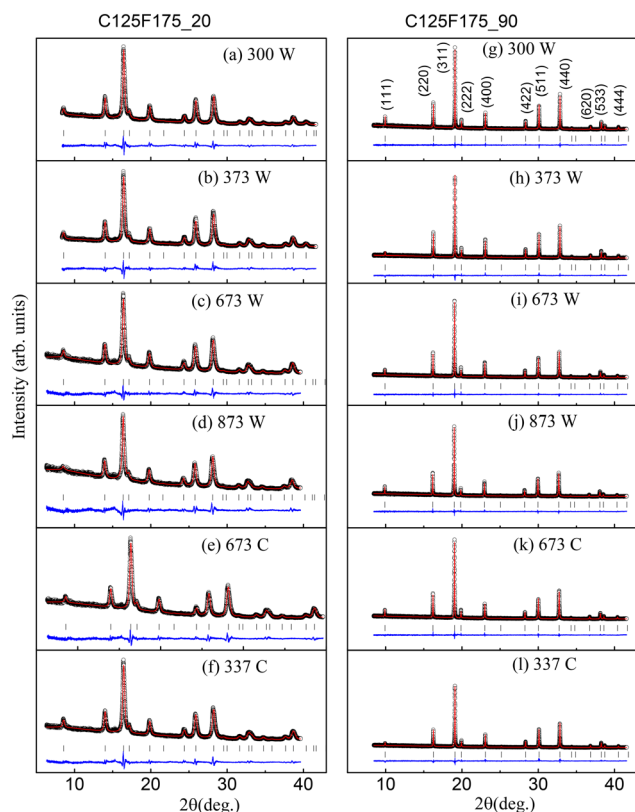 C125F175_20
C125F175_90
(a) 300 W
(b) 373 W
(c) 673 W
(d) 873 W
(e) 673 C
(f) 337 C
(g) 300 W
(111)
(220)
(311)
(222)
(400)
(422)
(511)
(440)
(620)
(533)
(444)
(h) 373 W
(i) 673 W
(j) 873 W
(k) 673 C
(l) 337 C
Intensity (arb. units)
10 20 30 40
10 20 30 40
2θ(deg.)
2θ(deg.)